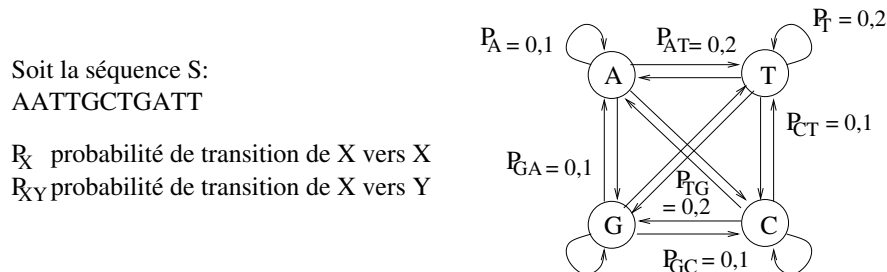 Soit la séquence S:
AATTGCTGATT
P_X probabilité de transition de X vers X
P_XY probabilité de transition de X vers Y
P_A = 0,1
P_AT = 0,2
P_T = 0,2
A
T
P_GA = 0,1
P_CT = 0,1
P_TG
= 0,2
G
C
P_GC = 0,1